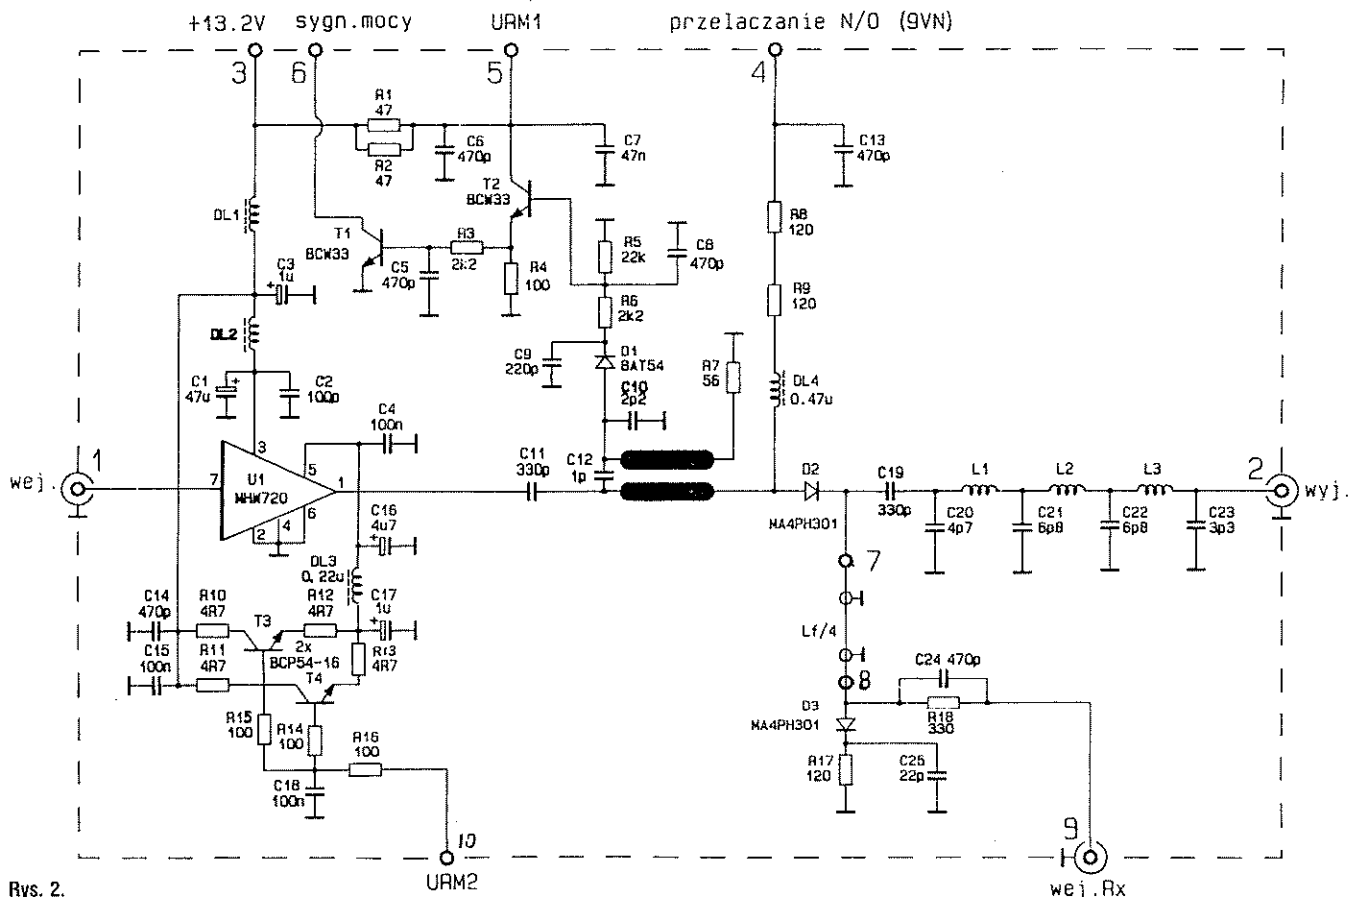 +13.2V sygn.mocy URM1 przelaczanie N/O (9VN)
3 6 5 4
R1
47
R2
47
C6
470p
C7
47n
C13
470p
T2
BCW33
DL1
T1
BCW33
R3
2k2
C5
470p
R4
100
R5
22k
C8
470p
R8
120
C3
+ 1u
R6
2k2
R9
120
DL2
C9
220p
D1
BAT54
R7
56
DL4
0.47u
C1
47u +
C2
100p
C10
2p2
C4
100n
wej. 1
7 U1
MHW720
3 5 1 6 4 2
C11
330p
C12
1p
D2
MA4PH301
C19
330p
L1 L2 L3
2 wyj.
C20
4p7
C21
6p8
C22
6p8
C23
3p3
C16
4u7 +
DL3
0.22u
7
C14
470p
R10
4R7
T3
R12
4R7
C17
+ 1u
Lf/4
C15
100n
R11
4R7
2x
BCP54-16
T4
R13
4R7
8
C24 470p
D3
MA4PH301
R18
330
R15
100
R14
100
R16
100
R17
120
C25
22p
C18
100n
10
URM2
9
wej.Rx
Rys. 2.